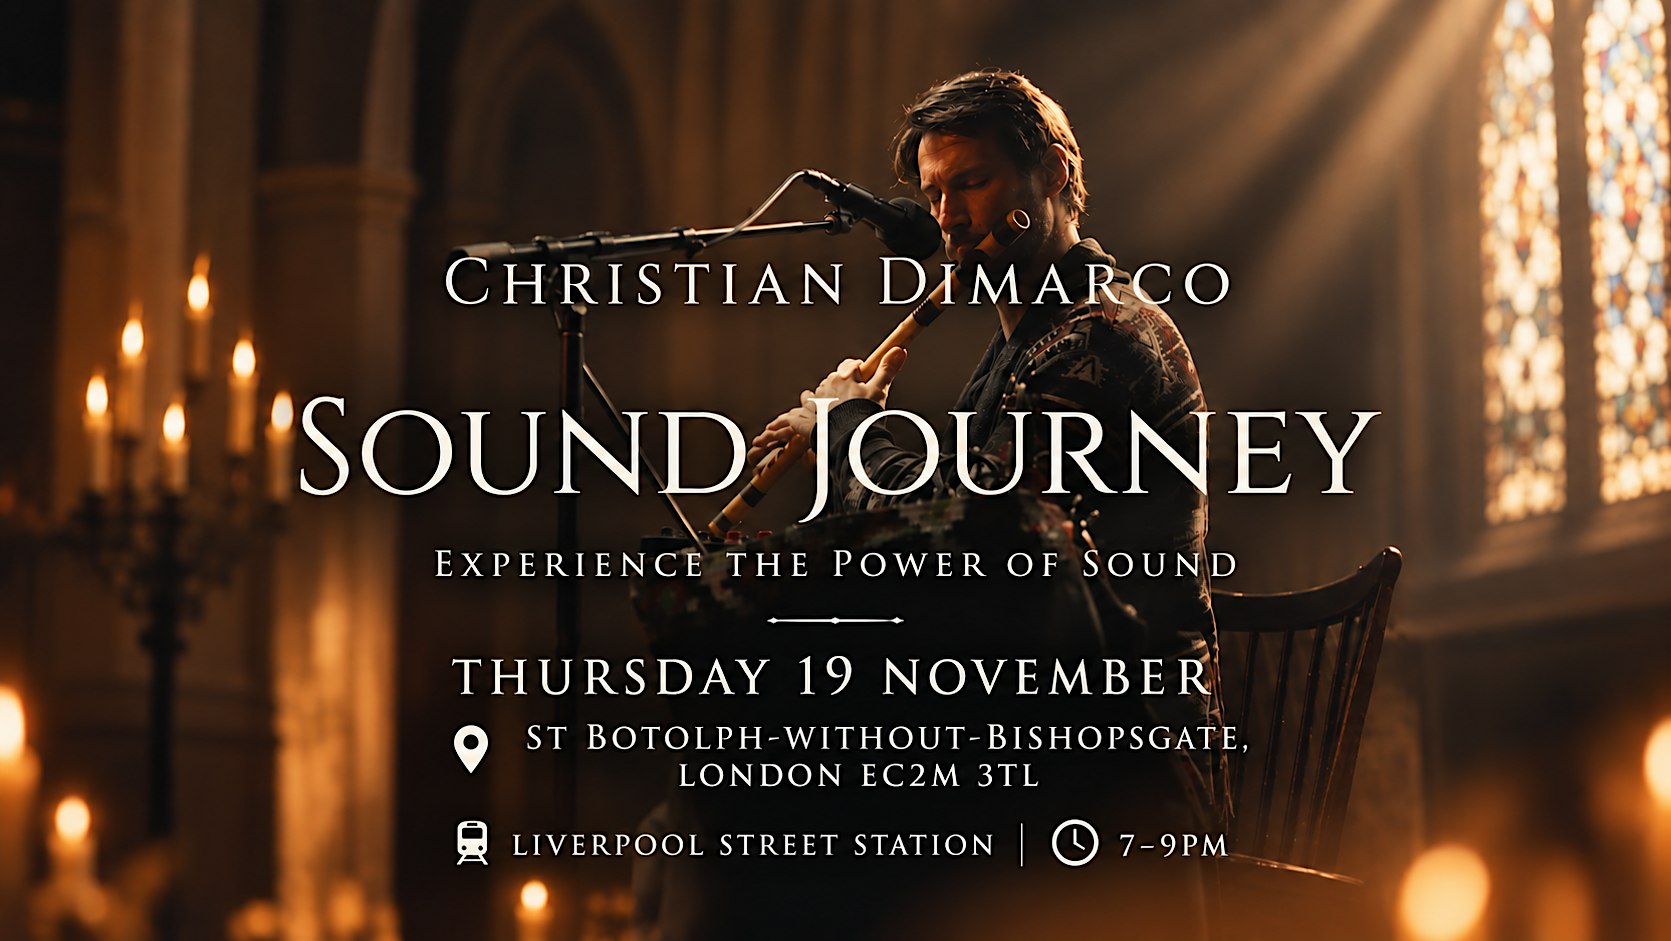 Christian Dimarco
Sound Journey
Experience the Power of Sound
THURSDAY 19 NOVEMBER
ST BOTOLPH-WITHOUT-BISHOPSGATE,
LONDON EC2M 3TL
LIVERPOOL STREET STATION | 7–9PM